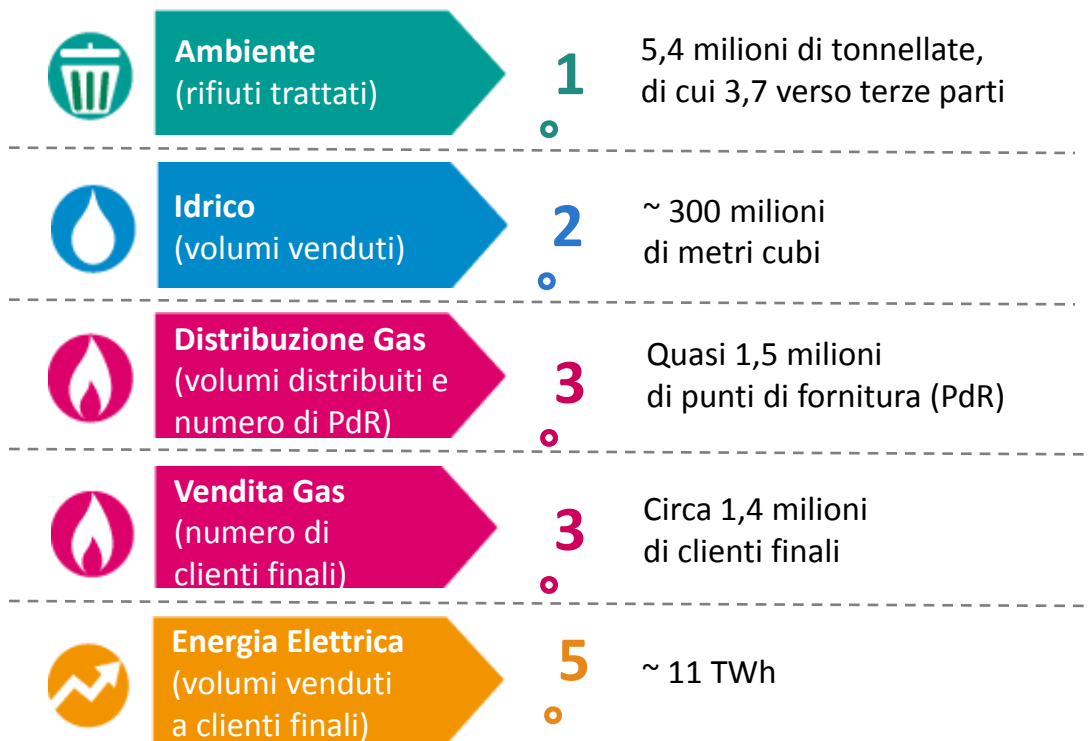 Ambiente
(rifiuti trattati)
1
5,4 milioni di tonnellate,
di cui 3,7 verso terze parti
Idrico
(volumi venduti)
2
~ 300 milioni
di metri cubi
Distribuzione Gas
(volumi distribuiti e
numero di PdR)
3
Quasi 1,5 milioni
di punti di fornitura (PdR)
Vendita Gas
(numero di
clienti finali)
3
Circa 1,4 milioni
di clienti finali
Energia Elettrica
(volumi venduti
a clienti finali)
5
~ 11 TWh